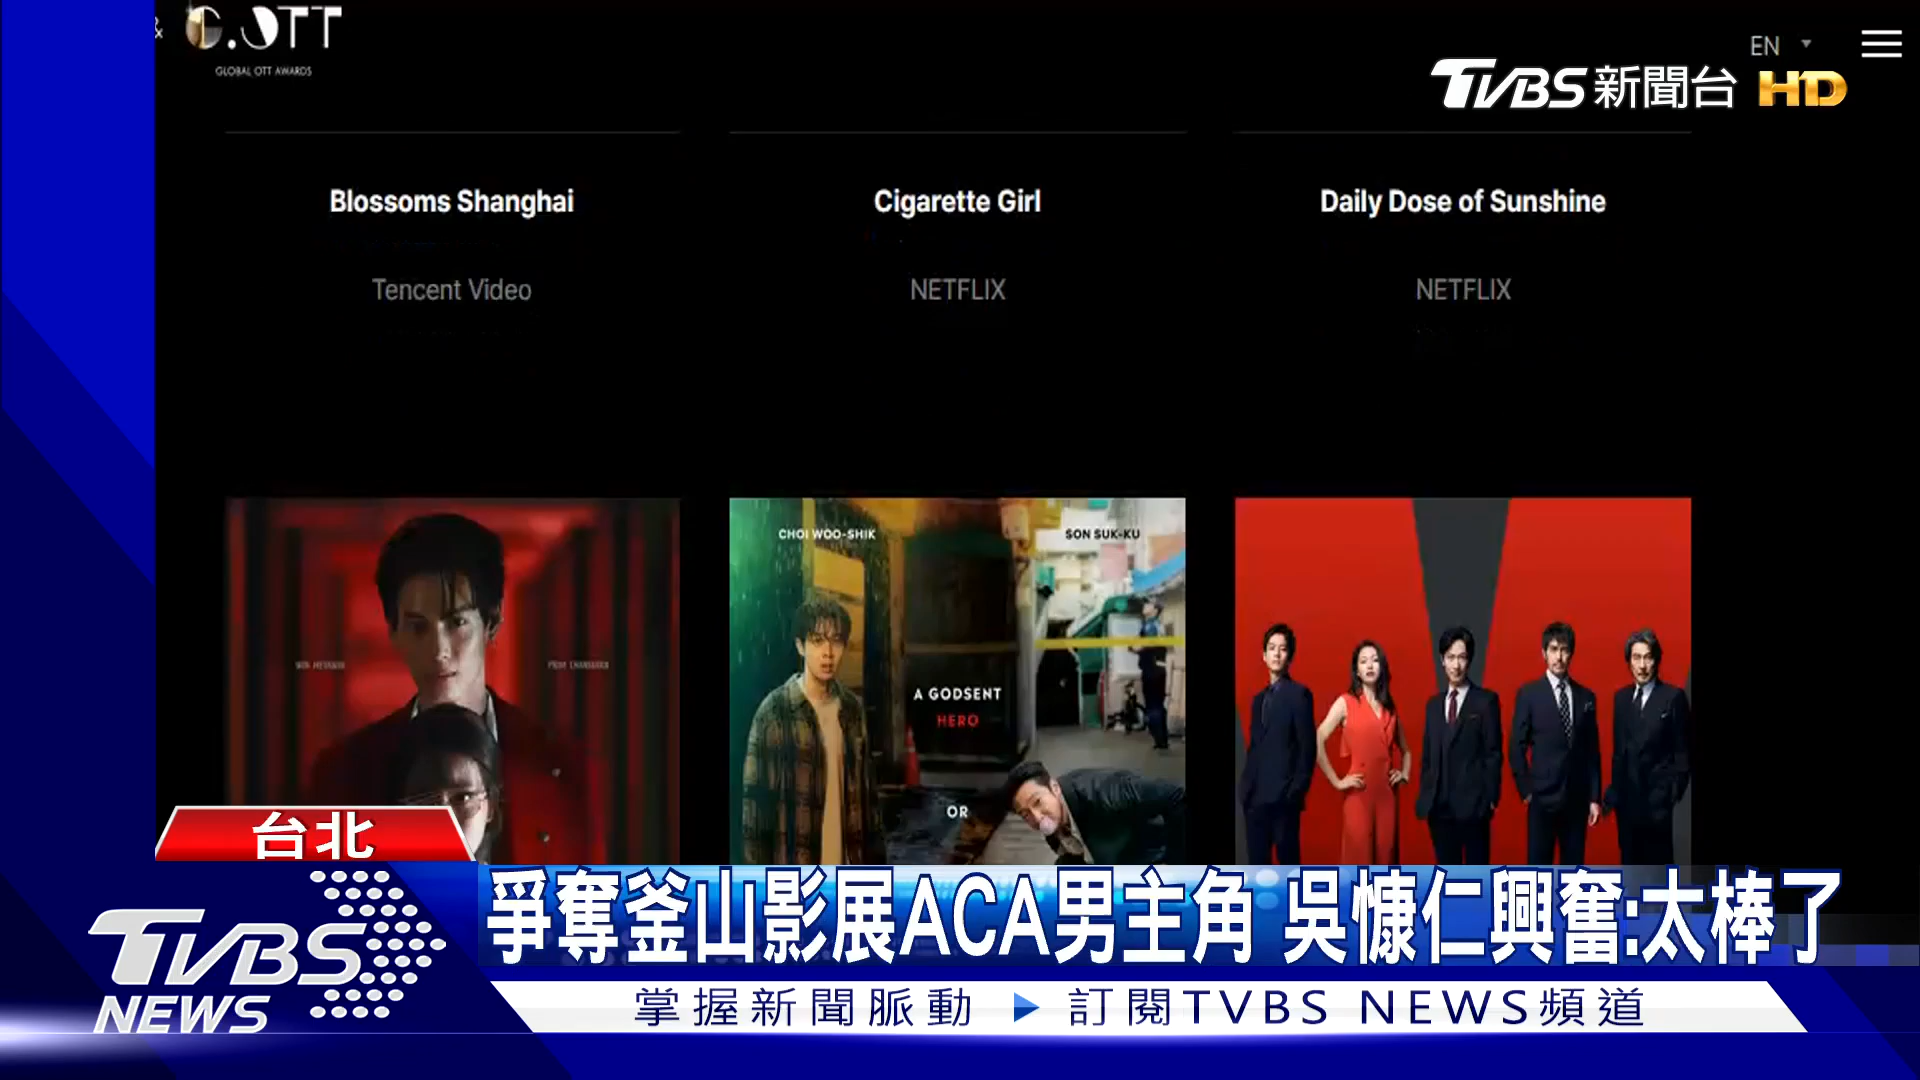 & G.OTT
GLOBAL OTT AWARDS
EN
TVBS新聞台 HD
Blossoms Shanghai
Cigarette Girl
Daily Dose of Sunshine
Tencent Video
NETFLIX
NETFLIX
CHOI WOO-SHIK
SON SUK-KU
A GODSENT
HERO
OR
台北
爭奪釜山影展ACA男主角 吳慷仁興奮:太棒了
TVBS
NEWS
掌握新聞脈動 ▶ 訂閱TVBS NEWS頻道